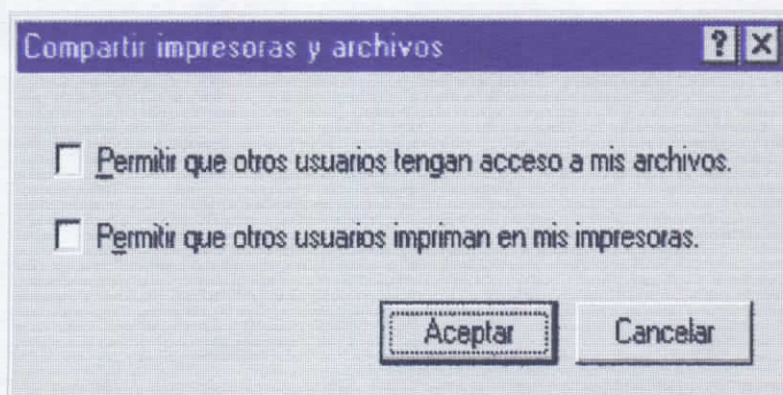 Compartir impresoras y archivos
Permitir que otros usuarios tengan acceso a mis archivos.
Permitir que otros usuarios impriman en mis impresoras.
Aceptar
Cancelar